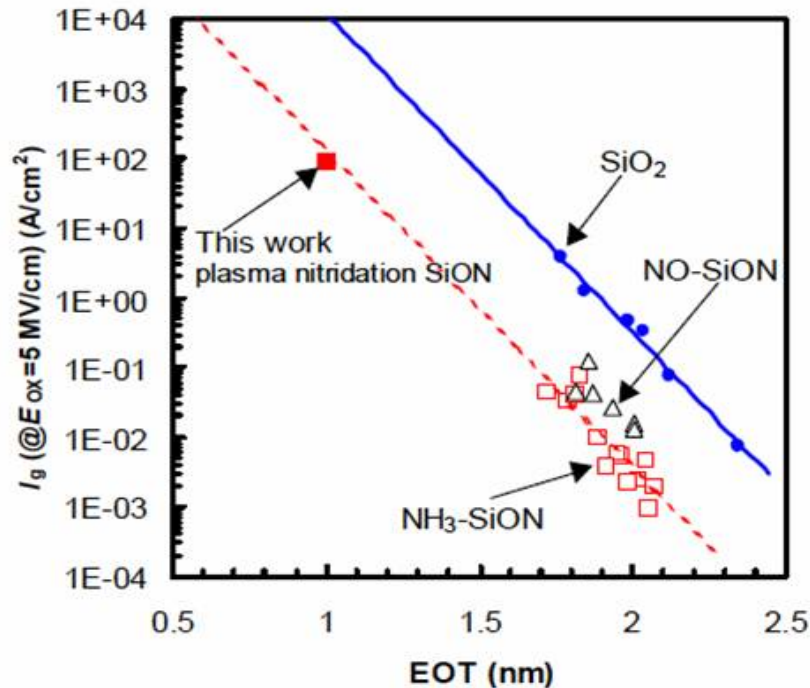 1E+04
1E+03
1E+02
1E+01
1E+00
1E-01
1E-02
1E-03
1E-04
I_g (@E_OX=5 MV/cm) (A/cm²)
SiO₂
This work
plasma nitridation SiON
NO-SiON
NH₃-SiON
0.5 1 1.5 2 2.5
EOT (nm)